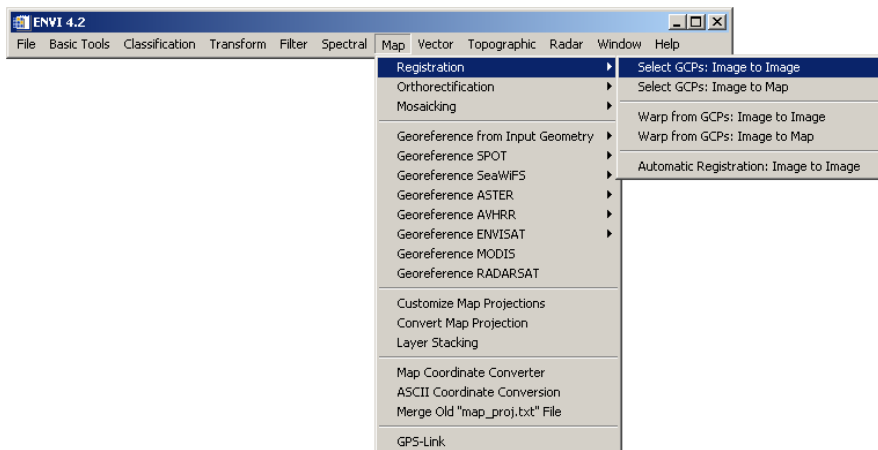 ENVI 4.2
File Basic Tools Classification Transform Filter Spectral Map Vector Topographic Radar Window Help
Registration
Orthorectification
Mosaicking
Georeference from Input Geometry
Georeference SPOT
Georeference SeaWiFS
Georeference ASTER
Georeference AVHRR
Georeference ENVISAT
Georeference MODIS
Georeference RADARSAT
Customize Map Projections
Convert Map Projection
Layer Stacking
Map Coordinate Converter
ASCII Coordinate Conversion
Merge Old "map_proj.txt" File
GPS-Link
Select GCPs: Image to Image
Select GCPs: Image to Map
Warp from GCPs: Image to Image
Warp from GCPs: Image to Map
Automatic Registration: Image to Image